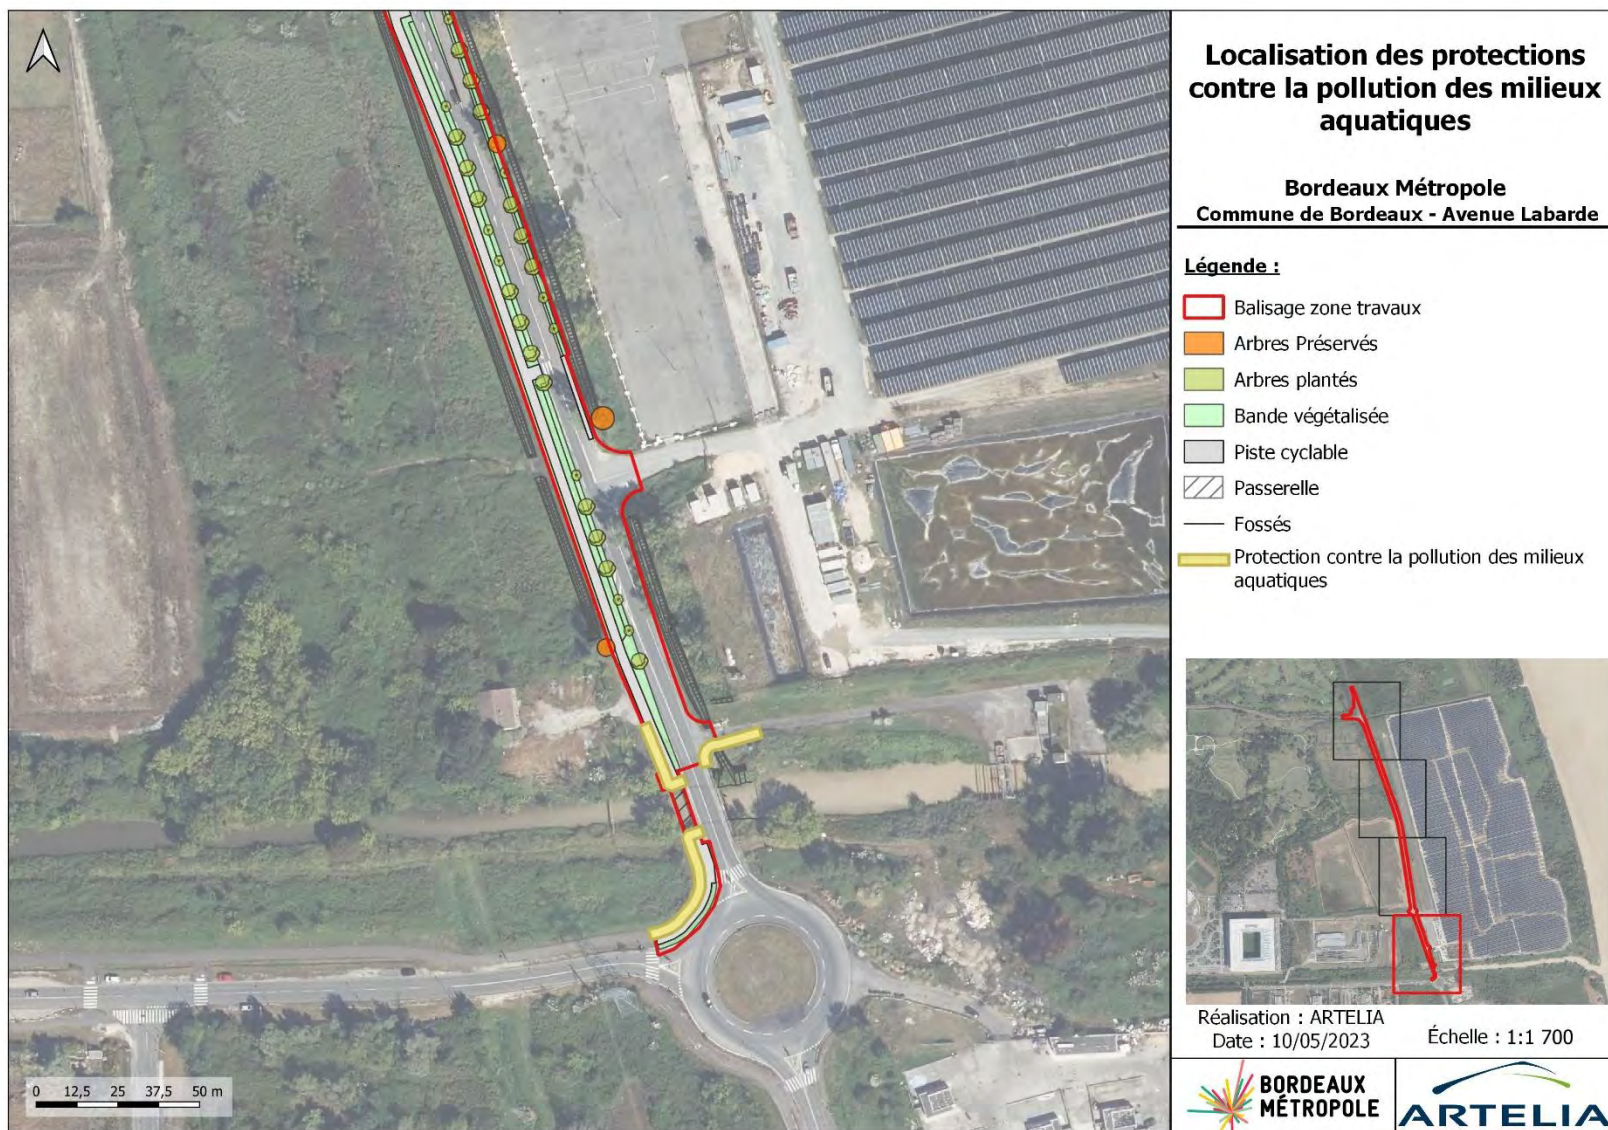 Localisation des protections
contre la pollution des milieux
aquatiques
Bordeaux Métropole
Commune de Bordeaux - Avenue Labarde
Légende :
Balisage zone travaux
Arbres Préservés
Arbres plantés
Bande végétalisée
Piste cyclable
Passerelle
Fossés
Protection contre la pollution des milieux
aquatiques
Réalisation : ARTELIA
Date : 10/05/2023
Échelle : 1:1 700
BORDEAUX
MÉTROPOLE
ARTELIA
0 12,5 25 37,5 50 m